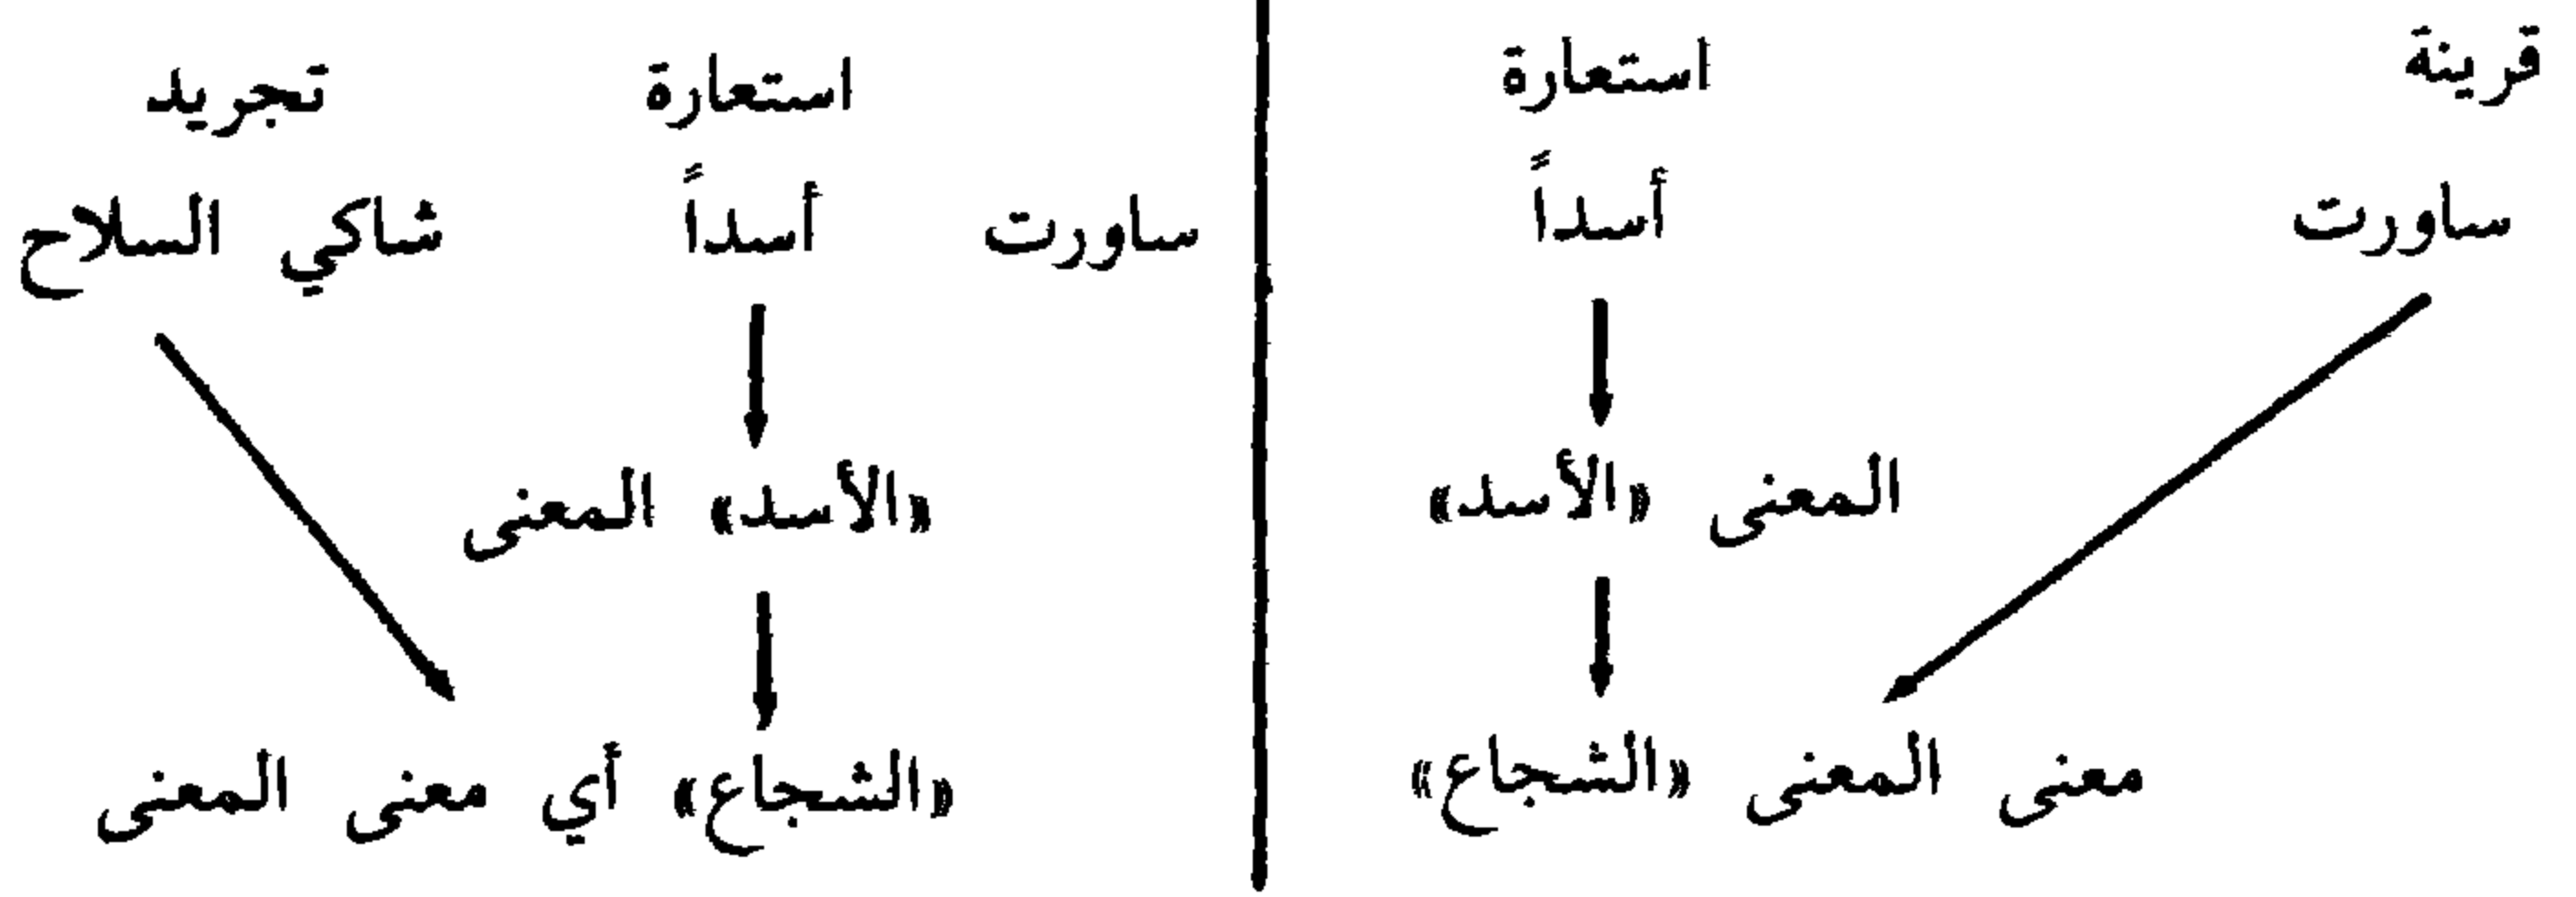 قرينة استعارة
ساورت أسداً
المعنى «الأسد»
معنى المعنى «الشجاع»
استعارة تجريد
ساورت أسداً شاكي السلاح
«الأسد» المعنى
«الشجاع» أي معنى المعنى